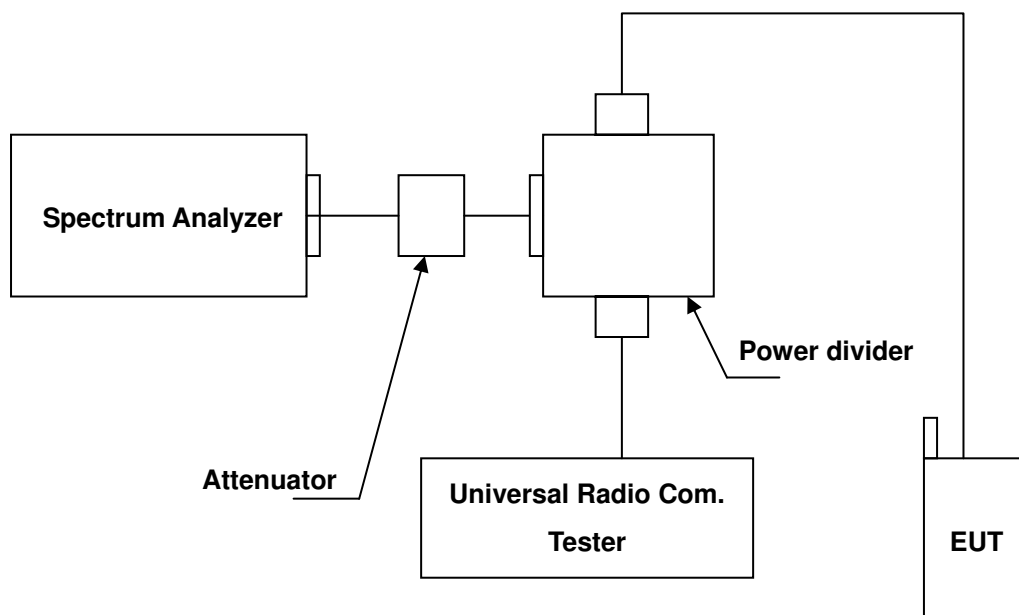 Spectrum Analyzer
Power divider
Attenuator
Universal Radio Com.
Tester
EUT